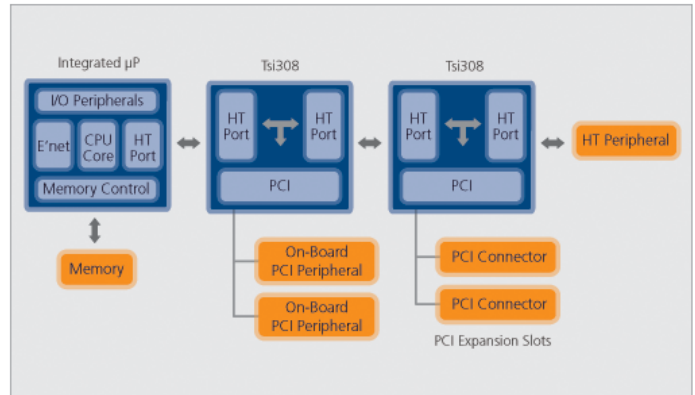 Integrated µP
Tsi308
Tsi308
I/O Peripherals
E'net
CPU
Core
HT
Port
Memory Control
HT
Port
HT
Port
PCI
HT
Port
HT
Port
PCI
HT Peripheral
Memory
On-Board
PCI Peripheral
On-Board
PCI Peripheral
PCI Connector
PCI Connector
PCI Expansion Slots